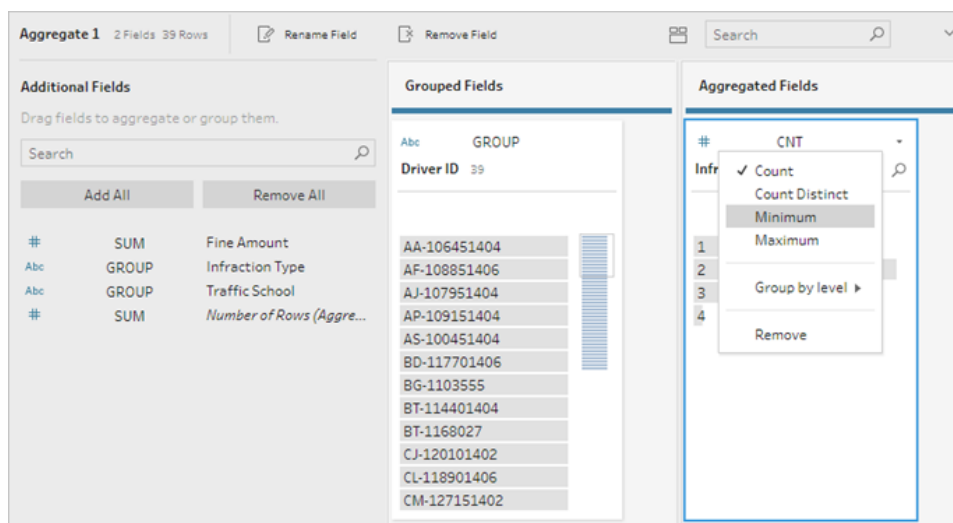 Aggregate 1 2 Fields 39 Rows Rename Field Remove Field Search
Additional Fields
Drag fields to aggregate or group them.
Search
Add All Remove All
# SUM Fine Amount
Abc GROUP Infraction Type
Abc GROUP Traffic School
# SUM Number of Rows (Aggre...
Grouped Fields
Abc GROUP
Driver ID 39
AA-106451404
AF-108851406
AJ-107951404
AP-109151404
AS-100451404
BD-117701406
BG-1103555
BT-114401404
BT-1168027
CJ-120101402
CL-118901406
CM-127151402
Aggregated Fields
# CNT
Infr
1
2
3
4
✓ Count
Count Distinct
Minimum
Maximum
Group by level ▸
Remove